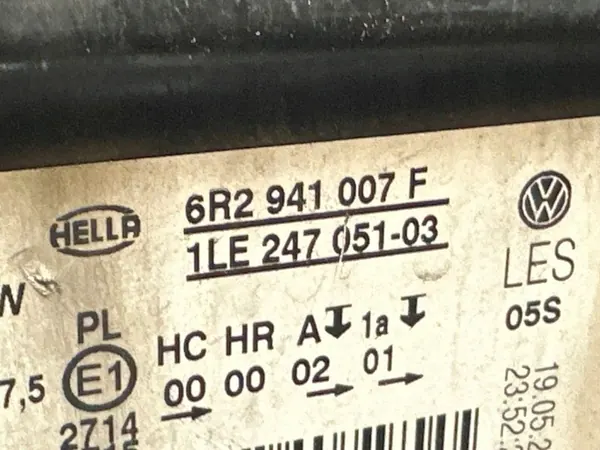 HELLA
6R2 941 007 F
1LE 247 051-03
LES
05S
W
PL
HC HR A 1a
7,5
E1
00 00 02 01
2714
19.05.2
23:52: